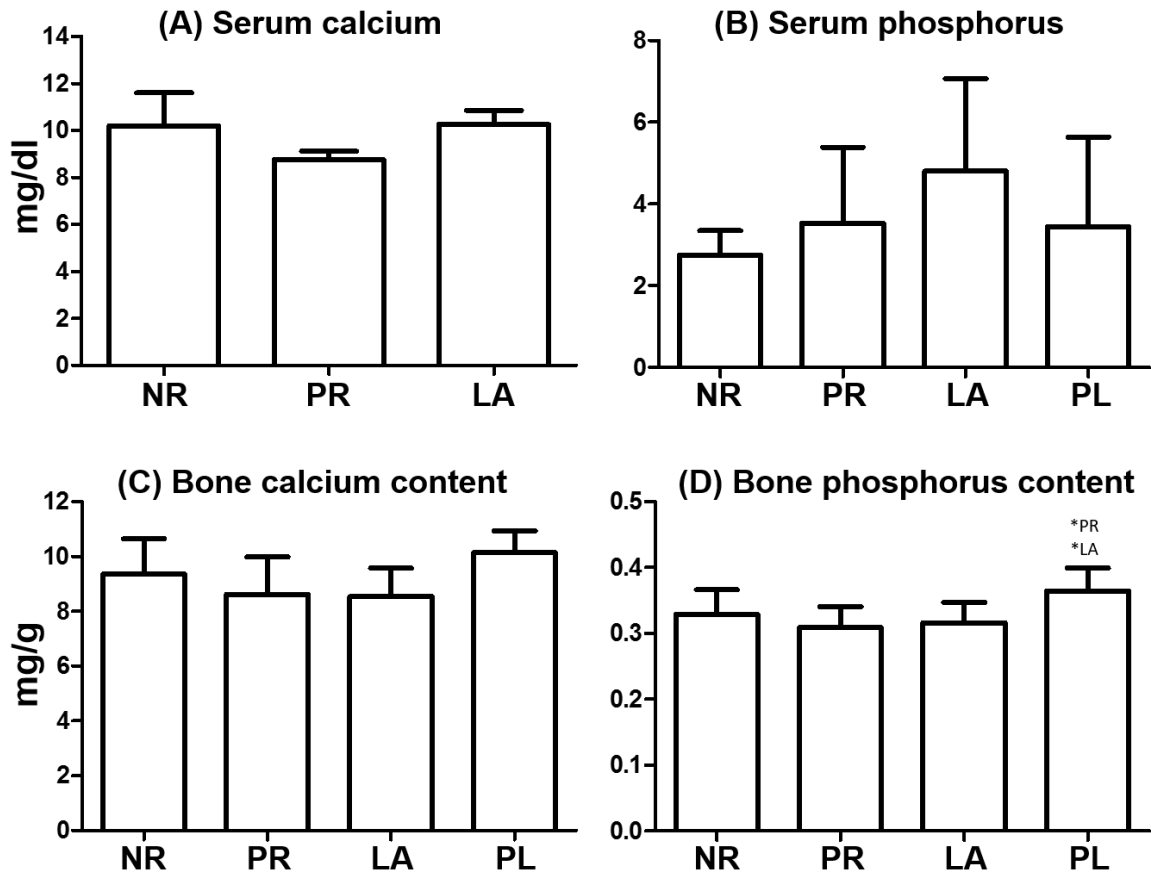 (A) Serum calcium
mg/dl
14
12
10
8
6
4
2
0
NR PR LA
(B) Serum phosphorus
8
6
4
2
0
NR PR LA PL
(C) Bone calcium content
mg/g
12
10
8
6
4
2
0
NR PR LA PL
(D) Bone phosphorus content
0.5
0.4
0.3
0.2
0.1
0.0
*PR
*LA
NR PR LA PL